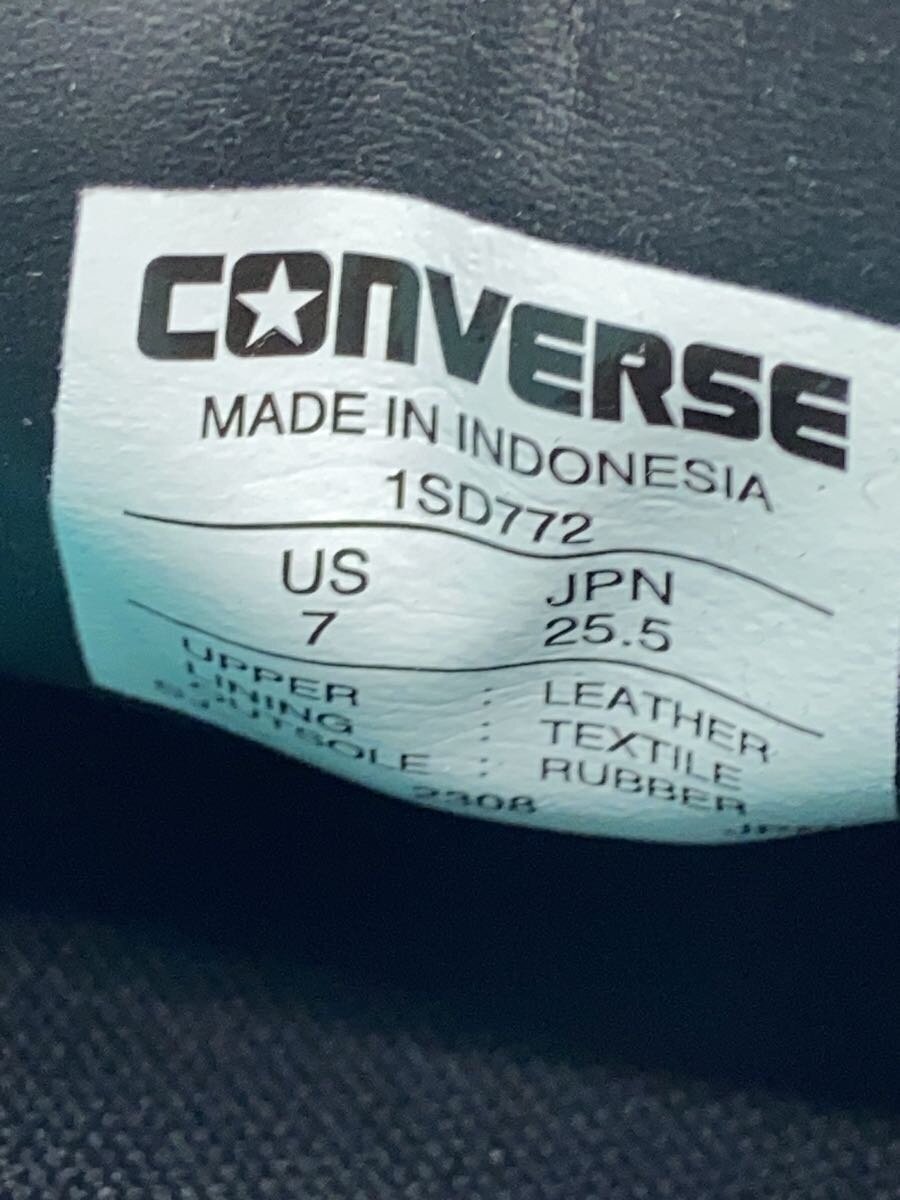 CONVERSE
MADE IN INDONESIA
1SD772
US JPN
7 25.5
UPPER : LEATHER
LINING : TEXTILE
OUTSOLE : RUBBER
2308